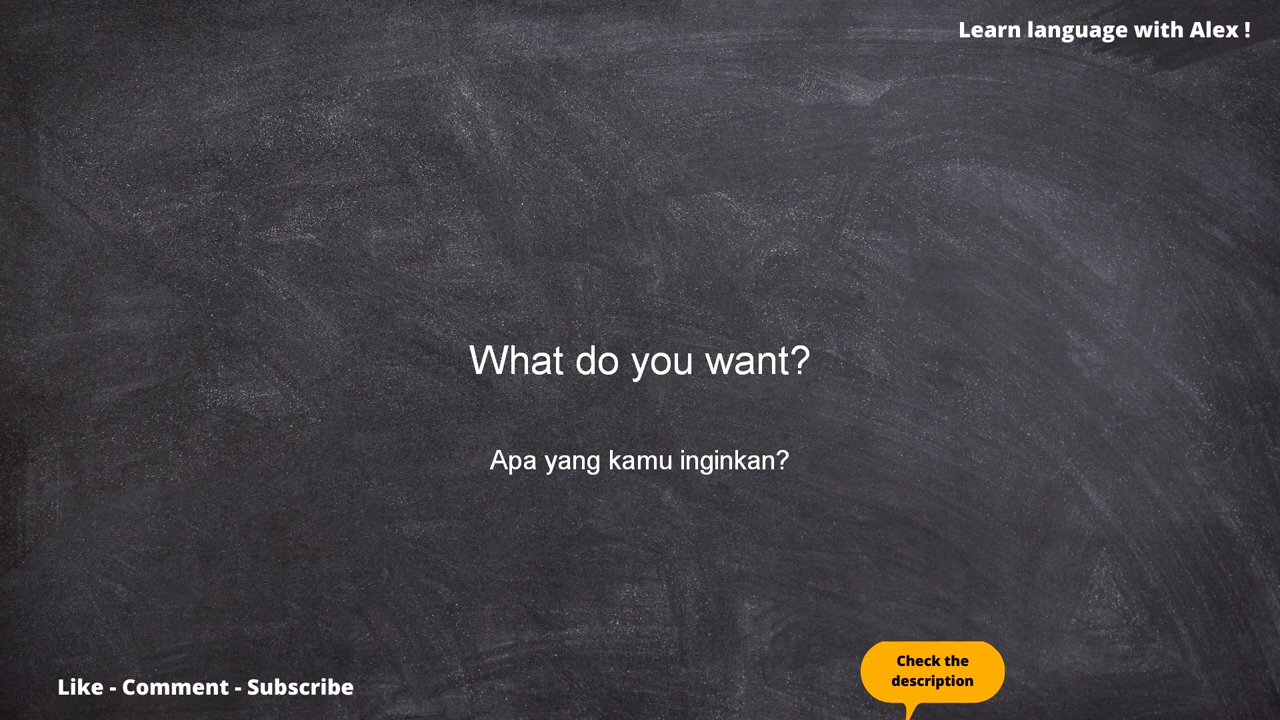 Learn language with Alex !
What do you want?
Apa yang kamu inginkan?
Check the
description
Like - Comment - Subscribe